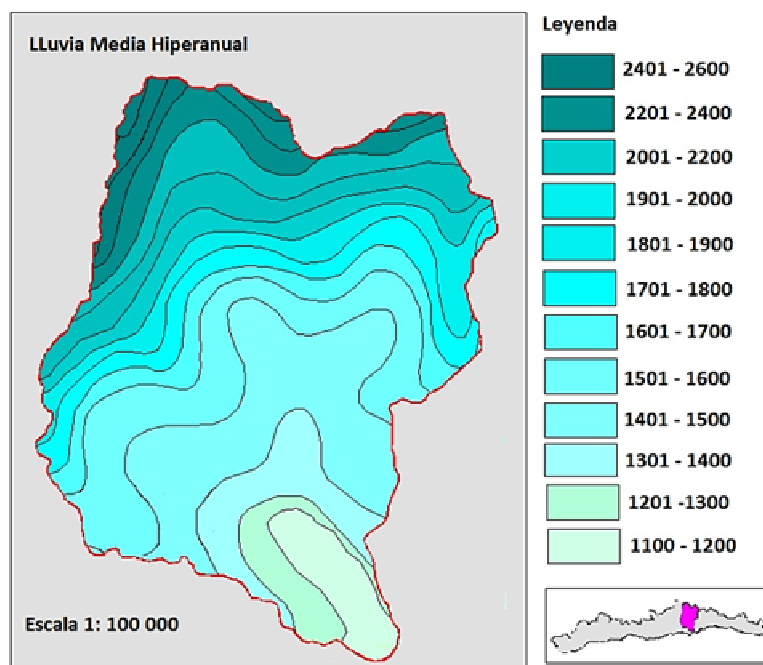 LLuvia Media Hiperanual
Escala 1: 100 000
Leyenda
2401 - 2600
2201 - 2400
2001 - 2200
1901 - 2000
1801 - 1900
1701 - 1800
1601 - 1700
1501 - 1600
1401 - 1500
1301 - 1400
1201 -1300
1100 - 1200